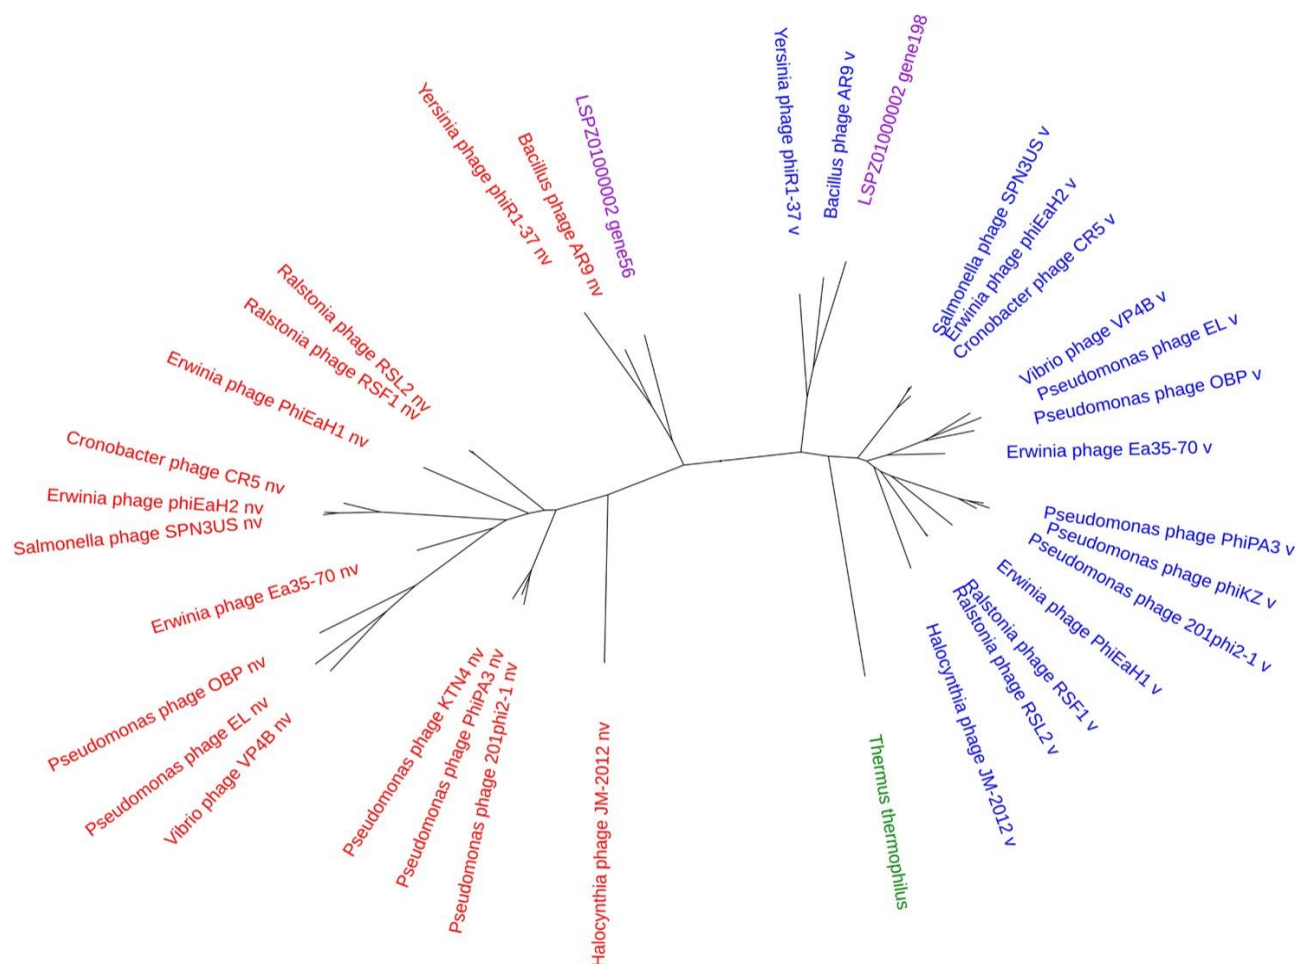 Yersinia phage phiR1-37 nv
Bacillus phage AR9 nv
LSPZ01000002 gene56
Yersinia phage phiR1-37 v
Bacillus phage AR9 v
LSPZ01000002 gene198
Salmonella phage SPN3US v
Erwinia phage phiEaH2 v
Cronobacter phage CR5 v
Vibrio phage VP4B v
Pseudomonas phage EL v
Pseudomonas phage OBP v
Erwinia phage Ea35-70 v
Pseudomonas phage PhiPA3 v
Pseudomonas phage phiKZ v
Pseudomonas phage 201phi2-1 v
Erwinia phage PhiEaH1 v
Ralstonia phage RSF1 v
Ralstonia phage RSL2 v
Halocynthia phage JM-2012 v
Thermus thermophilus
Halocynthia phage JM-2012 nv
Pseudomonas phage 201phi2-1 nv
Pseudomonas phage PhiPA3 nv
Pseudomonas phage KTN4 nv
Vibrio phage VP4B nv
Pseudomonas phage EL nv
Pseudomonas phage OBP nv
Erwinia phage Ea35-70 nv
Salmonella phage SPN3US nv
Erwinia phage phiEaH2 nv
Cronobacter phage CR5 nv
Erwinia phage PhiEaH1 nv
Ralstonia phage RSF1 nv
Ralstonia phage RSL2 nv